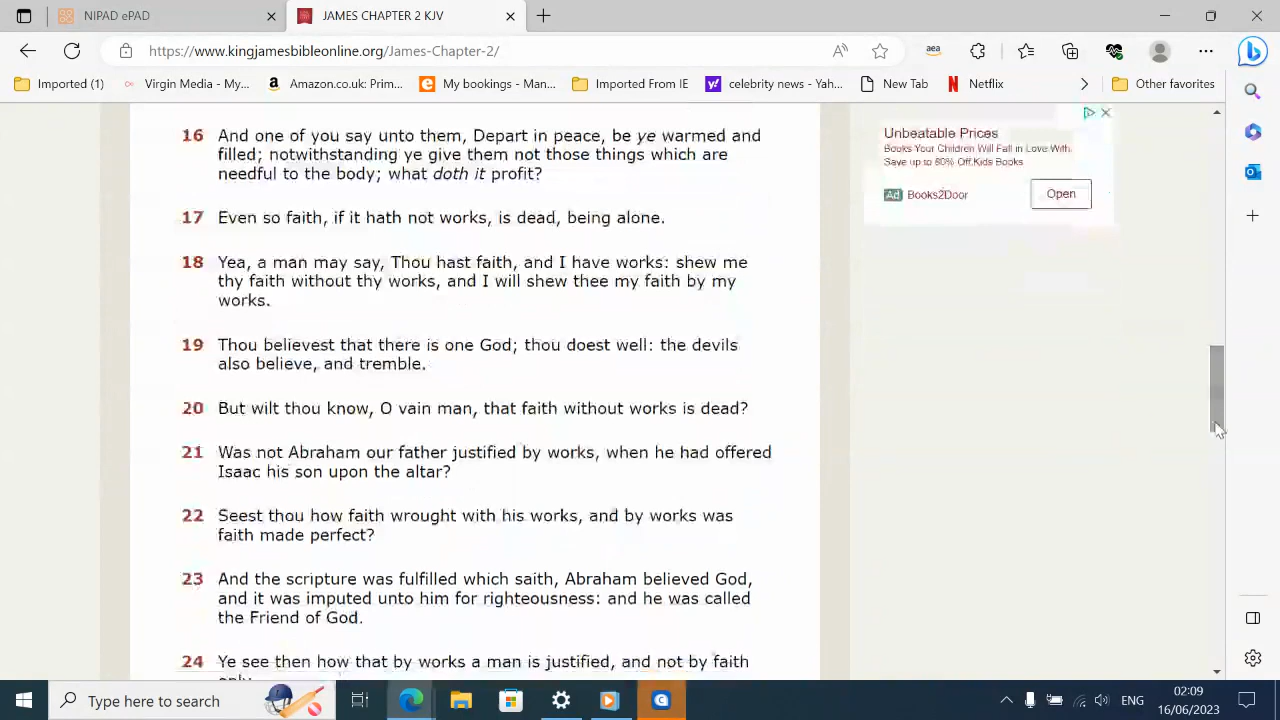 NIPAD ePAD
JAMES CHAPTER 2 KJV
https://www.kingjamesbibleonline.org/James-Chapter-2/
aea
Imported (1)
Virgin Media - My...
Amazon.co.uk: Prim...
My bookings - Man...
Imported From IE
celebrity news - Yah...
New Tab
Netflix
Other favorites
16 And one of you say unto them, Depart in peace, be ye warmed and
filled; notwithstanding ye give them not those things which are
needful to the body; what doth it profit?
17 Even so faith, if it hath not works, is dead, being alone.
18 Yea, a man may say, Thou hast faith, and I have works: shew me
thy faith without thy works, and I will shew thee my faith by my
works.
19 Thou believest that there is one God; thou doest well: the devils
also believe, and tremble.
20 But wilt thou know, O vain man, that faith without works is dead?
21 Was not Abraham our father justified by works, when he had offered
Isaac his son upon the altar?
22 Seest thou how faith wrought with his works, and by works was
faith made perfect?
23 And the scripture was fulfilled which saith, Abraham believed God,
and it was imputed unto him for righteousness: and he was called
the Friend of God.
24 Ye see then how that by works a man is justified, and not by faith
only.
Unbeatable Prices
Books Your Children Will Fall in Love With.
Save up to 80% Off.Kids Books
Ad Books2Door
Open
Type here to search
ENG
02:09
16/06/2023